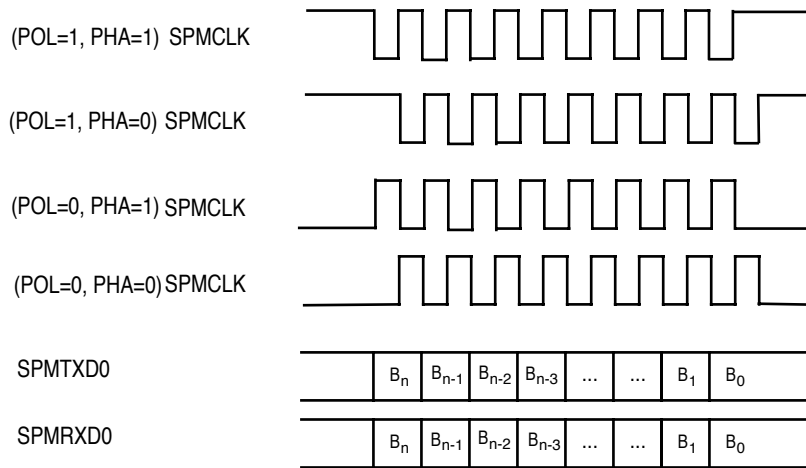 (POL=1, PHA=1) SPMCLK
(POL=1, PHA=0) SPMCLK
(POL=0, PHA=1) SPMCLK
(POL=0, PHA=0) SPMCLK
SPMTXD0 Bn Bn-1 Bn-2 Bn-3 ... ... B1 B0
SPMRXD0 Bn Bn-1 Bn-2 Bn-3 ... ... B1 B0